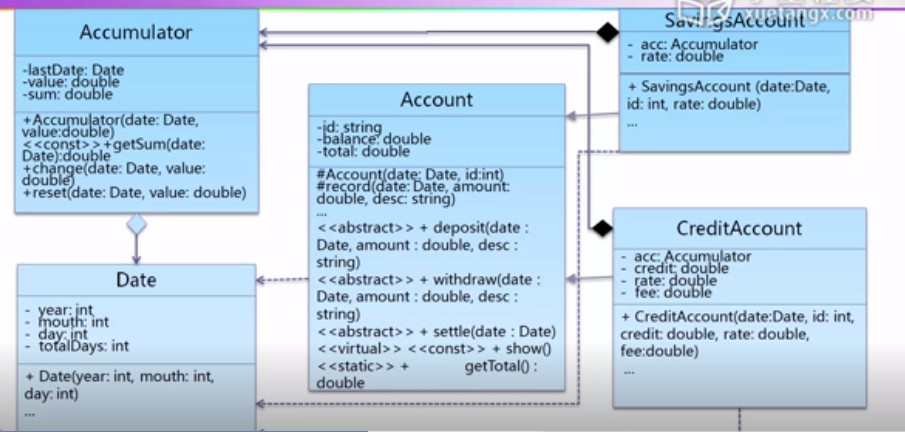 Accumulator
-lastDate: Date
-value: double
-sum: double
+Accumulator(date: Date,
value:double)
<<const>>+getSum(date:
Date):double
+change(date: Date, value:
double)
+reset(date: Date, value: double)
Date
- year: int
- mouth: int
- day: int
- totalDays: int
+ Date(year: int, mouth: int,
day: int)
...
Account
-id: string
-balance: double
-total: double
#Account(date: Date, id:int)
#record(date: Date, amount:
double, desc: string)
...
<<abstract>> + deposit(date :
Date, amount : double, desc :
string)
<<abstract>> + withdraw(date :
Date, amount : double, desc :
string)
<<abstract>> + settle(date : Date)
<<virtual>> <<const>> + show()
<<static>> + getTotal() :
double
xuetangx.com
SavingsAccount
- acc: Accumulator
- rate: double
+ SavingsAccount (date:Date,
id: int, rate: double)
...
CreditAccount
- acc: Accumulator
- credit: double
- rate: double
- fee: double
+ CreditAccount(date:Date, id: int,
credit: double, rate: double,
fee:double)
...